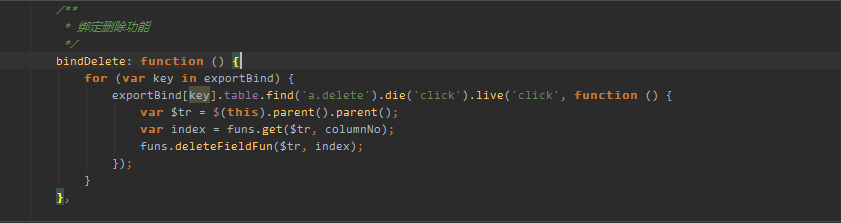 /**
 * 绑定删除功能
 */
bindDelete: function () {
    for (var key in exportBind) {
        exportBind[key].table.find('a.delete').die('click').live('click', function () {
            var $tr = $(this).parent().parent();
            var index = funs.get($tr, columnNo);
            funs.deleteFieldFun($tr, index);
        });
    }
},